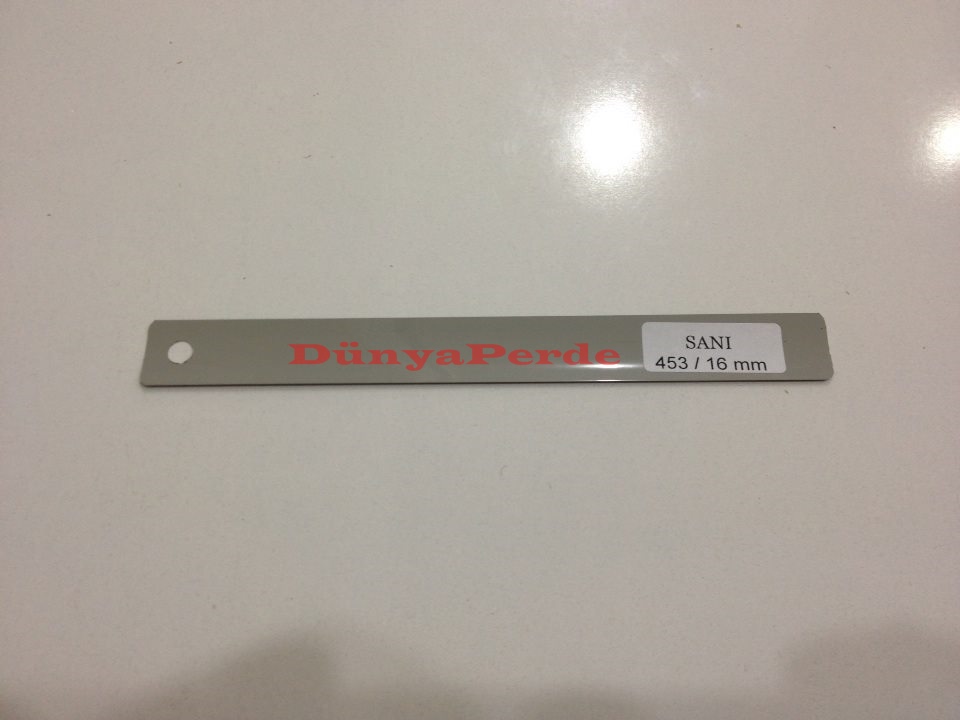 DünyaPerde
SANI
453 / 16 mm